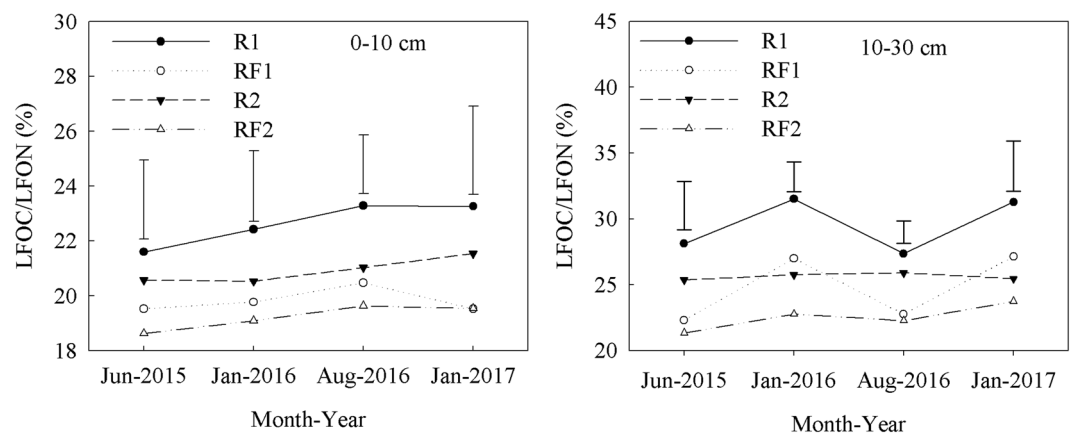 0-10 cm
R1
RF1
R2
RF2
LFOC/LFON (%)
30
28
26
24
22
20
18
Jun-2015 Jan-2016 Aug-2016 Jan-2017
Month-Year
10-30 cm
R1
RF1
R2
RF2
LFOC/LFON (%)
45
40
35
30
25
20
Jun-2015 Jan-2016 Aug-2016 Jan-2017
Month-Year